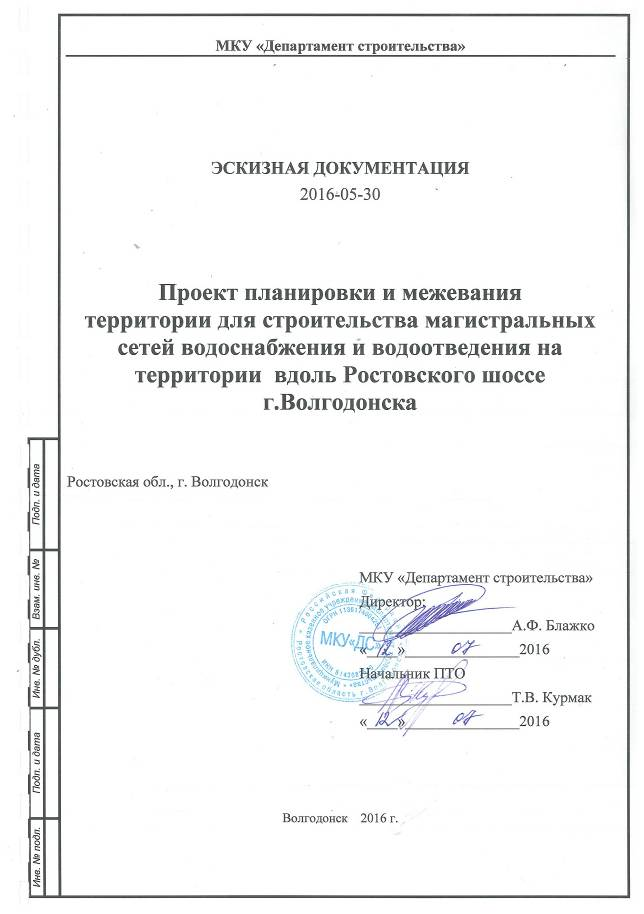 МКУ «Департамент строительства»
ЭСКИЗНАЯ ДОКУМЕНТАЦИЯ
2016-05-30
Проект планировки и межевания
территории для строительства магистральных
сетей водоснабжения и водоотведения на
территории вдоль Ростовского шоссе
г.Волгодонска
Ростовская обл., г. Волгодонск
МКУ «Департамент строительства»
Директор;
А.Ф. Блажко
« 12 » 07 2016
Начальник ПТО
Т.В. Курмак
« 12 » 07 2016
МКУ«ДС»
Волгодонск 2016 г.
Подп. и дата
Взам. инв. №
Инв. № дубл.
Подп. и дата
Инв. № подл.